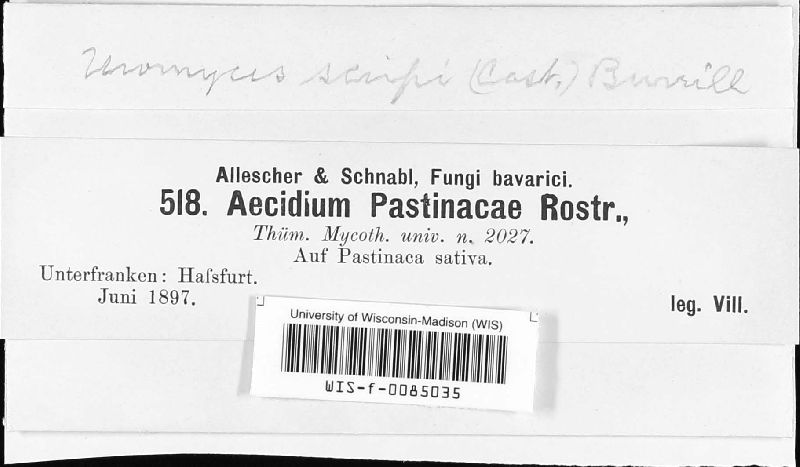 Uromyces scirpi (Cast.) Burrill
Allescher & Schnabl, Fungi bavarici.
518. Aecidium Pastinacae Rostr.,
Thüm. Mycoth. univ. n. 2027.
Auf Pastinaca sativa.
Unterfranken: Haſsfurt.
Juni 1897.
leg. Vill.
University of Wisconsin-Madison (WIS)
WIS-f-0085035